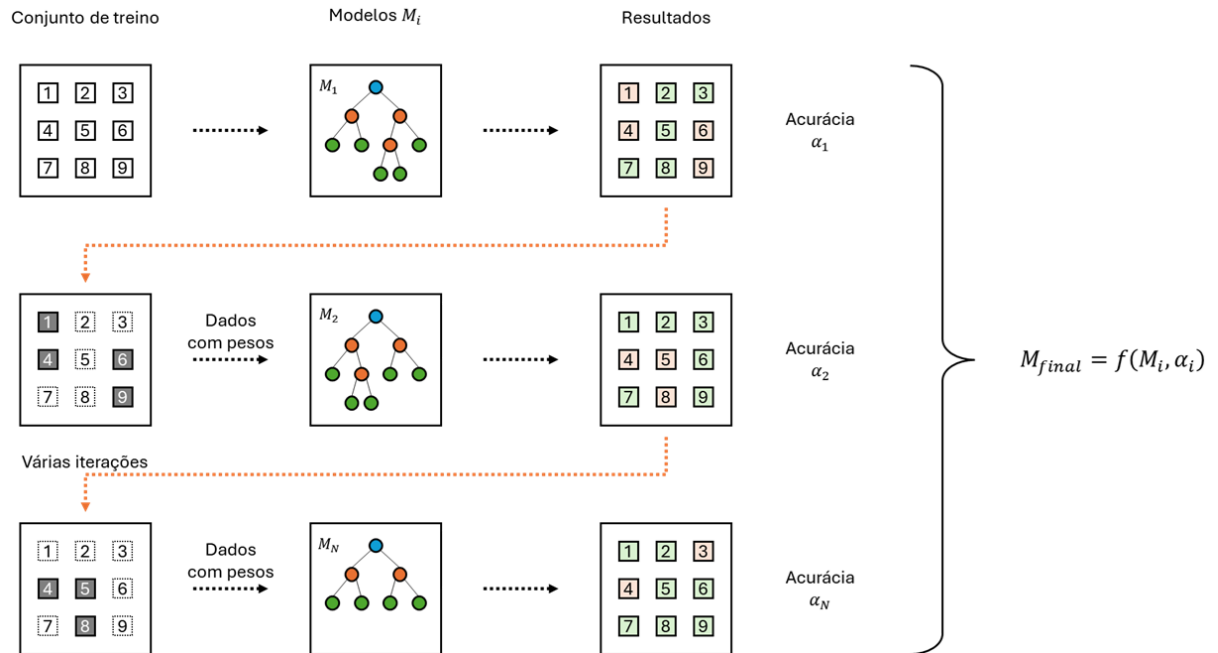 Conjunto de treino
Modelos M_i
Resultados
1 2 3
4 5 6
7 8 9
M_1
1 2 3
4 5 6
7 8 9
Acurácia
α_1
1 2 3
4 5 6
7 8 9
Dados
com pesos
M_2
1 2 3
4 5 6
7 8 9
Acurácia
α_2
M_final = f(M_i, α_i)
Várias iterações
1 2 3
4 5 6
7 8 9
Dados
com pesos
M_N
1 2 3
4 5 6
7 8 9
Acurácia
α_N